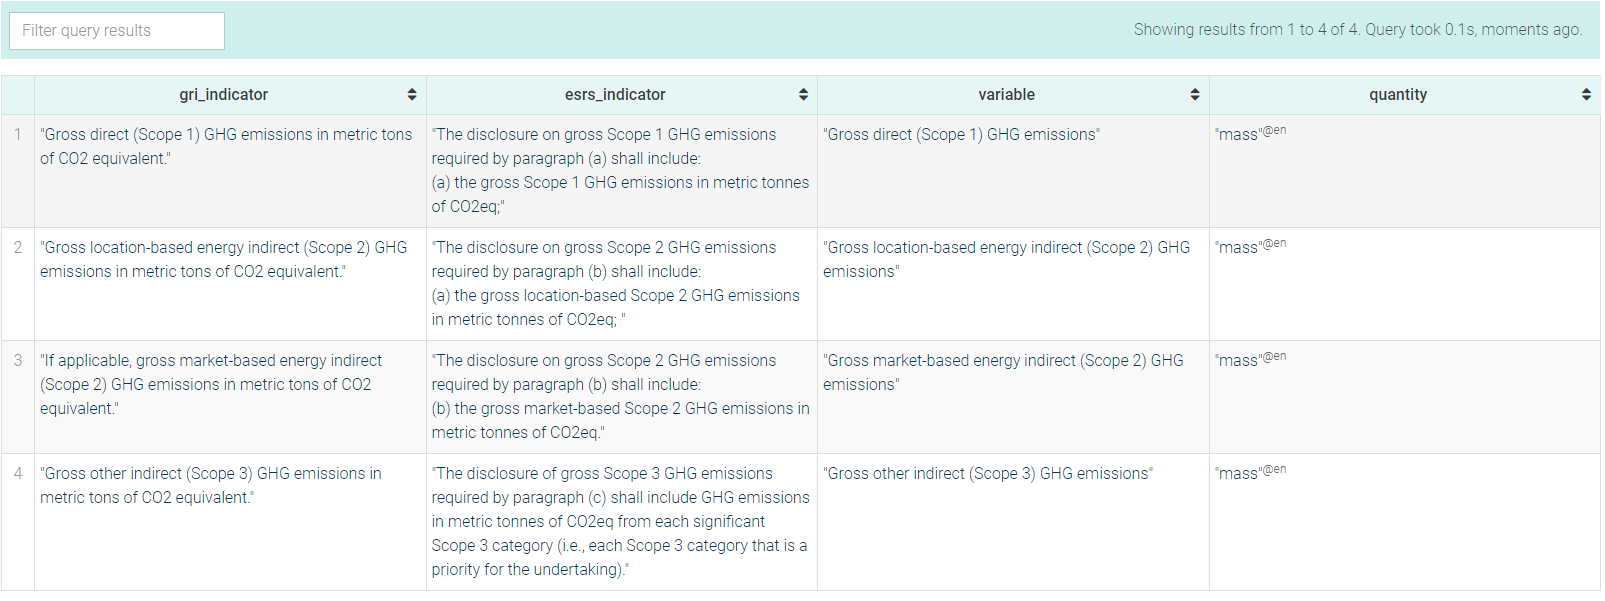 Filter query results
Showing results from 1 to 4 of 4. Query took 0.1s, moments ago.
gri_indicator
esrs_indicator
variable
quantity
1
"Gross direct (Scope 1) GHG emissions in metric tons
of CO2 equivalent."
"The disclosure on gross Scope 1 GHG emissions
required by paragraph (a) shall include:
(a) the gross Scope 1 GHG emissions in metric tonnes
of CO2eq;"
"Gross direct (Scope 1) GHG emissions"
"mass"@en
2
"Gross location-based energy indirect (Scope 2) GHG
emissions in metric tons of CO2 equivalent."
"The disclosure on gross Scope 2 GHG emissions
required by paragraph (b) shall include:
(a) the gross location-based Scope 2 GHG emissions
in metric tonnes of CO2eq; "
"Gross location-based energy indirect (Scope 2) GHG
emissions"
"mass"@en
3
"If applicable, gross market-based energy indirect
(Scope 2) GHG emissions in metric tons of CO2
equivalent."
"The disclosure on gross Scope 2 GHG emissions
required by paragraph (b) shall include:
(b) the gross market-based Scope 2 GHG emissions in
metric tonnes of CO2eq."
"Gross market-based energy indirect (Scope 2) GHG
emissions"
"mass"@en
4
"Gross other indirect (Scope 3) GHG emissions in
metric tons of CO2 equivalent."
"The disclosure of gross Scope 3 GHG emissions
required by paragraph (c) shall include GHG emissions
in metric tonnes of CO2eq from each significant
Scope 3 category (i.e., each Scope 3 category that is a
priority for the undertaking)."
"Gross other indirect (Scope 3) GHG emissions"
"mass"@en